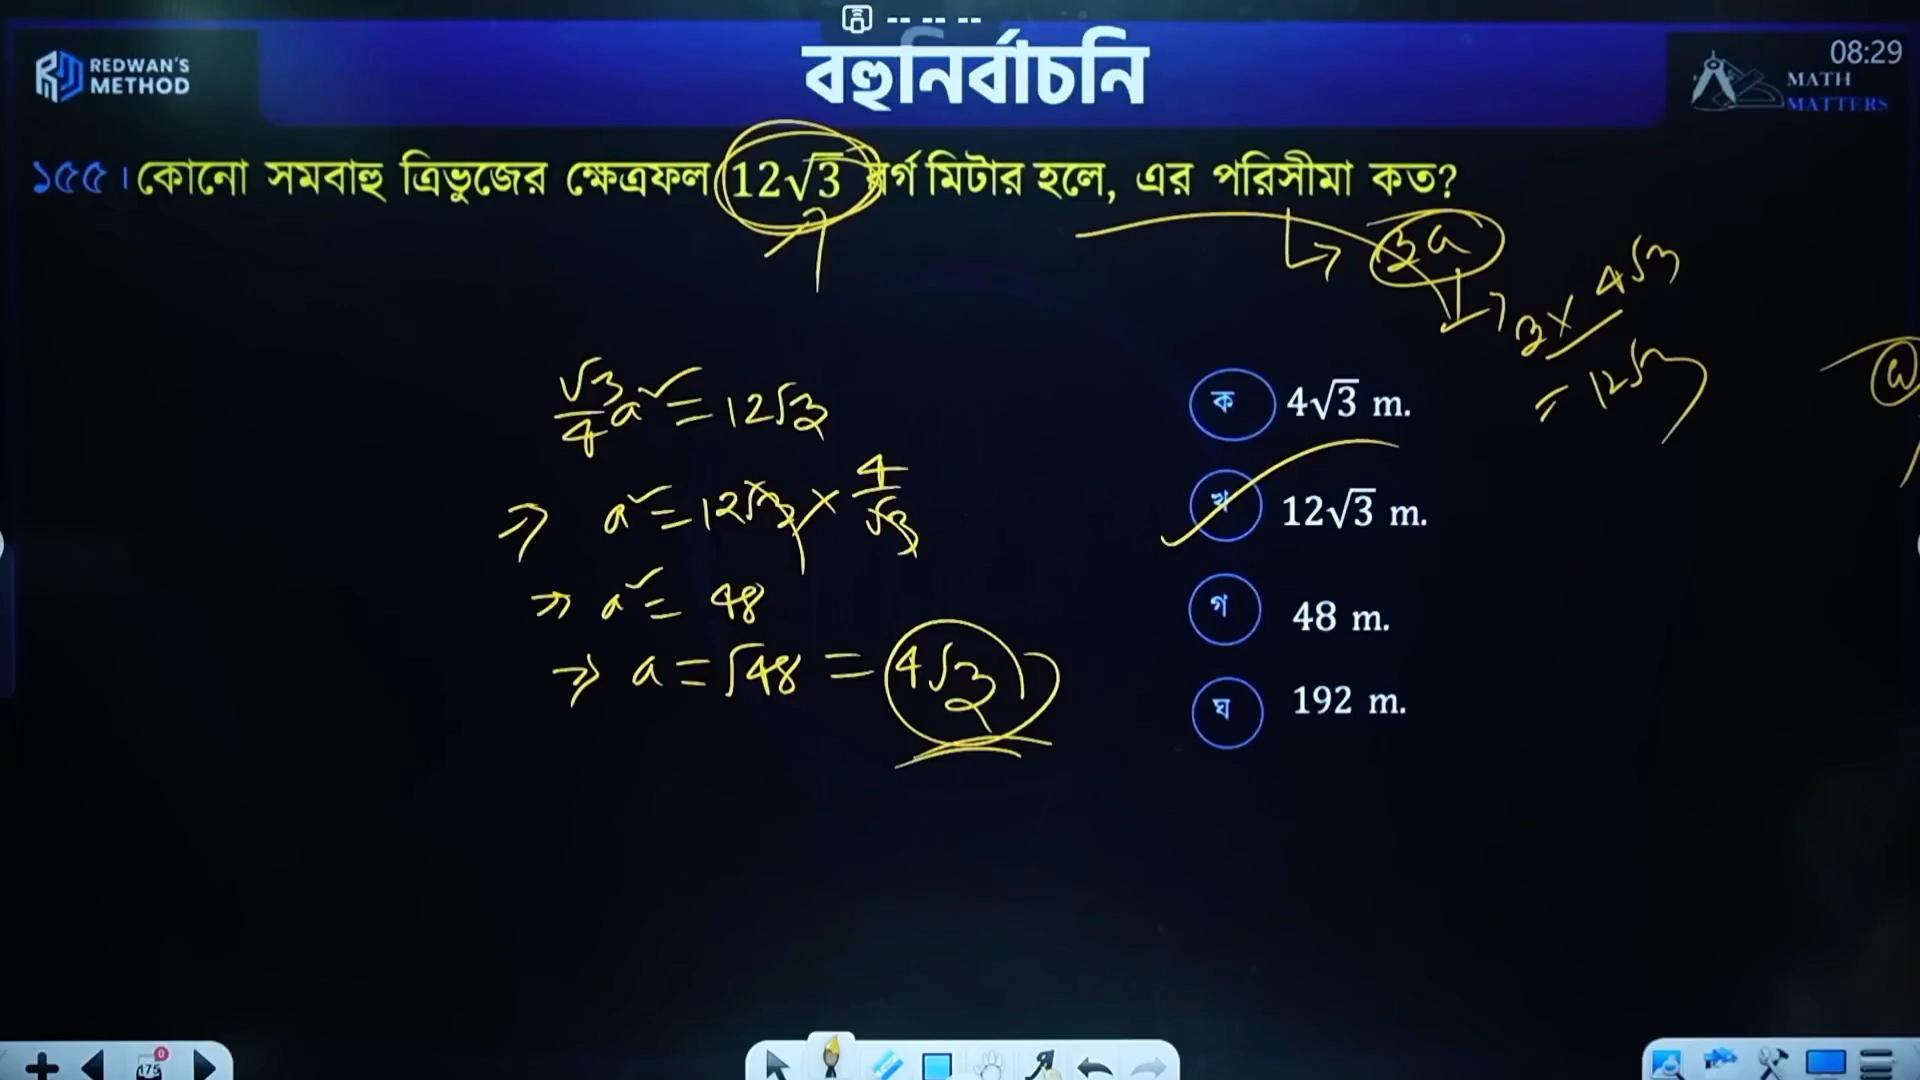 -- -- --
REDWAN'S
METHOD
বহুনির্বাচনি
08:29
MATH
MATTERS
১৫৫। কোনো সমবাহু ত্রিভুজের ক্ষেত্রফল 12√3 বর্গ মিটার হলে, এর পরিসীমা কত?
3a
3 × 4√3
= 12√3
√3/4 a² = 12√3
⇒ a² = 12√3 × 4/√3
⇒ a² = 48
⇒ a = √48 = 4√3
ক 4√3 m.
খ 12√3 m.
গ 48 m.
ঘ 192 m.
175
0